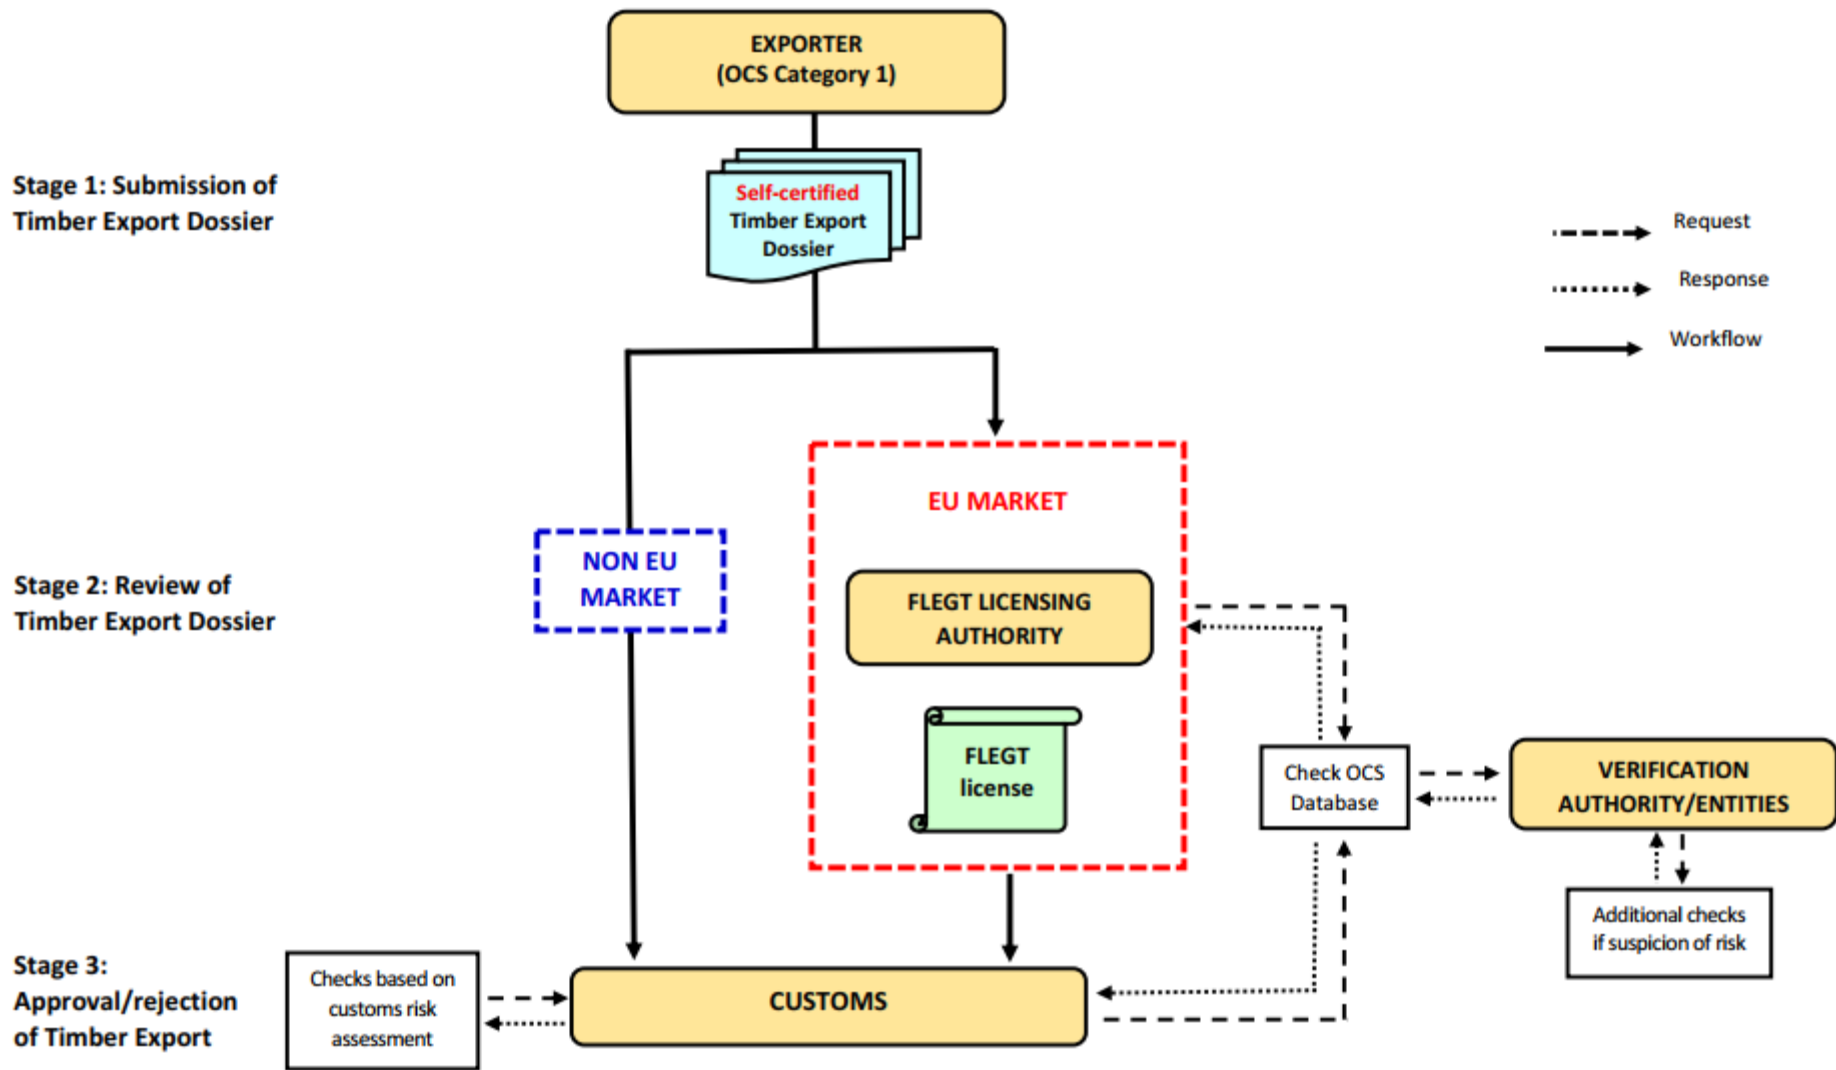 EXPORTER
(OCS Category 1)
Stage 1: Submission of
Timber Export Dossier
Self-certified
Timber Export
Dossier
Request
Response
Workflow
EU MARKET
NON EU
MARKET
Stage 2: Review of
Timber Export Dossier
FLEGT LICENSING
AUTHORITY
FLEGT
license
Check OCS
Database
VERIFICATION
AUTHORITY/ENTITIES
Additional checks
if suspicion of risk
Stage 3:
Approval/rejection
of Timber Export
Checks based on
customs risk
assessment
CUSTOMS